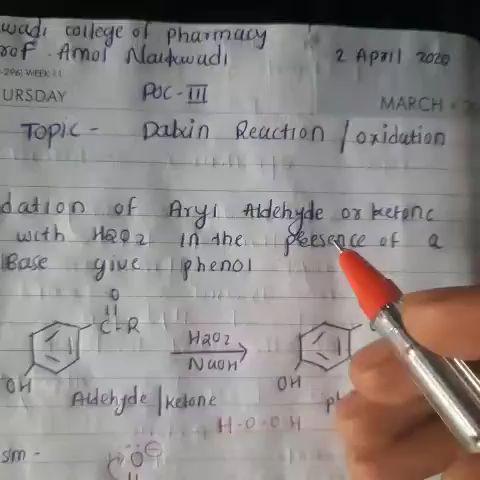 wadi college of pharmacy
rof. Amol Naikwadi
2 April 2020
-296) WEEK 11
URSDAY
POC-III
MARCH
Topic - Dakin Reaction / oxidation
dation of Aryl Aldehyde or ketone
with H2O2 in the presence of a
Base give phenol
O
C-R
H2O2
NaOH
OH
OH
Aldehyde / ketone
ph
H-O-O-H
sm -
O⊖